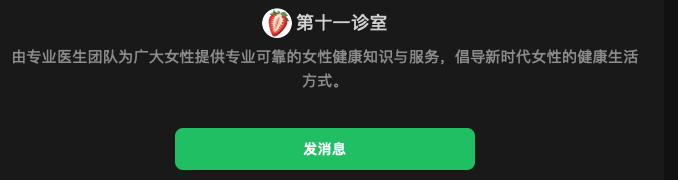 第十一诊室
由专业医生团队为广大女性提供专业可靠的女性健康知识与服务，倡导新时代女性的健康生活
方式。
发消息